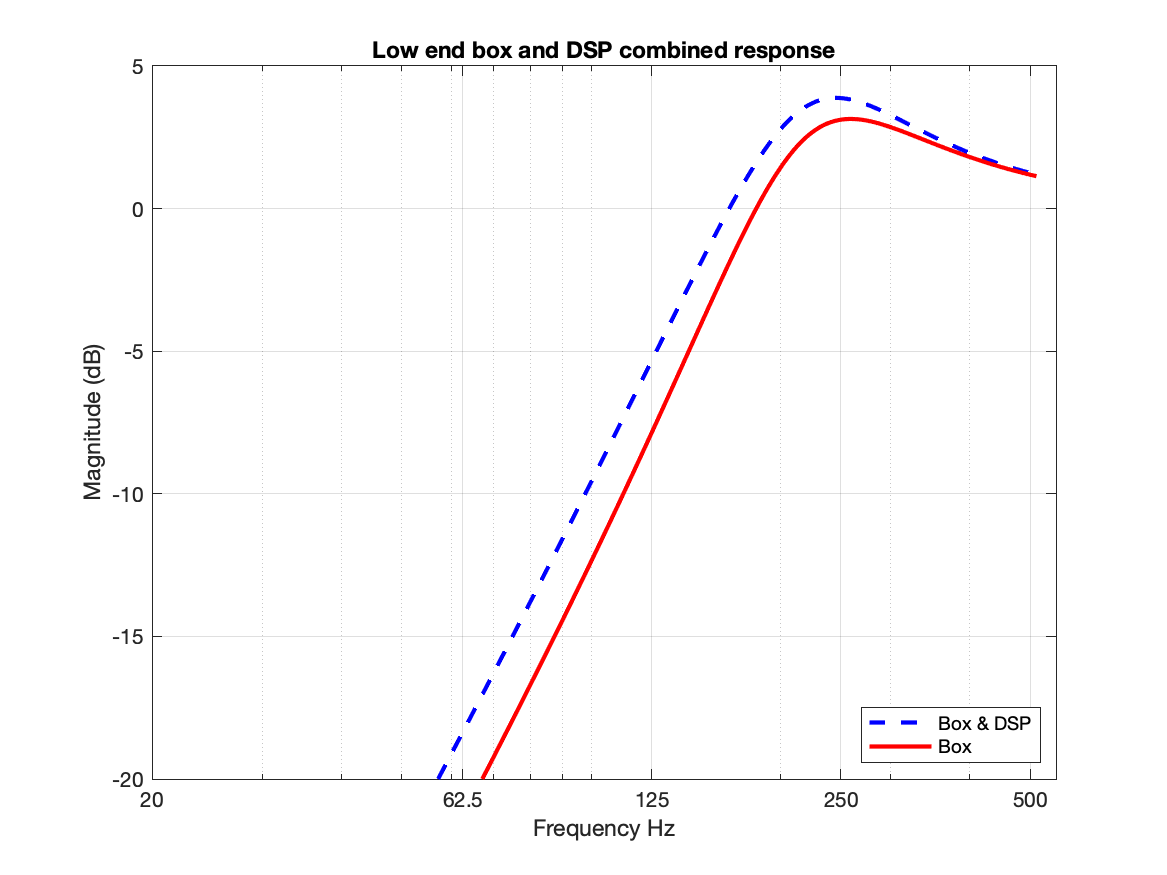 Low end box and DSP combined response
5
0
-5
-10
-15
-20
Magnitude (dB)
20
62.5
125
250
500
Frequency Hz
Box & DSP
Box